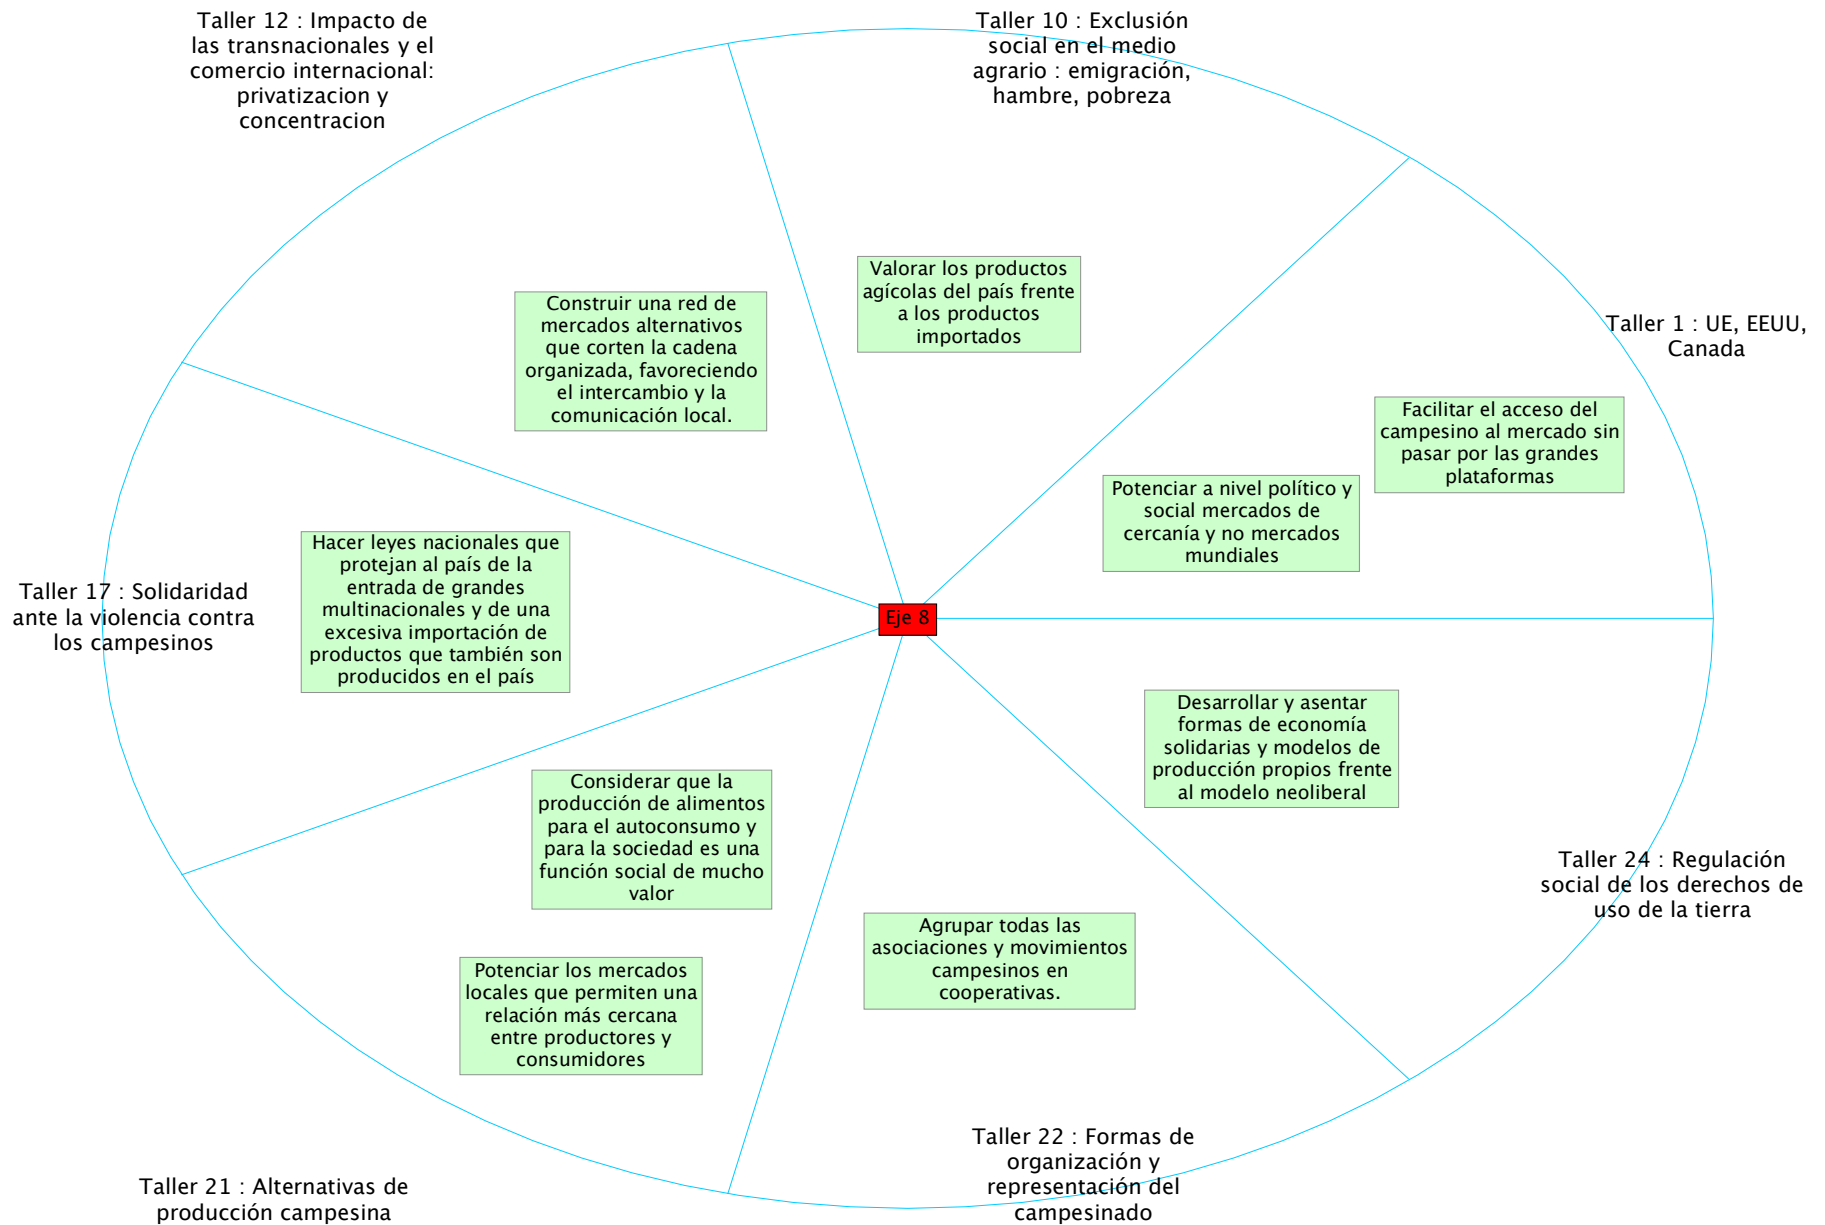 Taller 12 : Impacto de
las transnacionales y el
comercio internacional:
privatizacion y
concentracion
Taller 10 : Exclusión
social en el medio
agrario : emigración,
hambre, pobreza
Valorar los productos
agícolas del país frente
a los productos
importados
Construir una red de
mercados alternativos
que corten la cadena
organizada, favoreciendo
el intercambio y la
comunicación local.
Taller 1 : UE, EEUU,
Canada
Facilitar el acceso del
campesino al mercado sin
pasar por las grandes
plataformas
Potenciar a nivel político y
social mercados de
cercanía y no mercados
mundiales
Hacer leyes nacionales que
protejan al país de la
entrada de grandes
multinacionales y de una
excesiva importación de
productos que también son
producidos en el país
Taller 17 : Solidaridad
ante la violencia contra
los campesinos
Eje 8
Desarrollar y asentar
formas de economía
solidarias y modelos de
producción propios frente
al modelo neoliberal
Considerar que la
producción de alimentos
para el autoconsumo y
para la sociedad es una
función social de mucho
valor
Taller 24 : Regulación
social de los derechos de
uso de la tierra
Agrupar todas las
asociaciones y movimientos
campesinos en
cooperativas.
Potenciar los mercados
locales que permiten una
relación más cercana
entre productores y
consumidores
Taller 22 : Formas de
organización y
representación del
campesinado
Taller 21 : Alternativas de
producción campesina